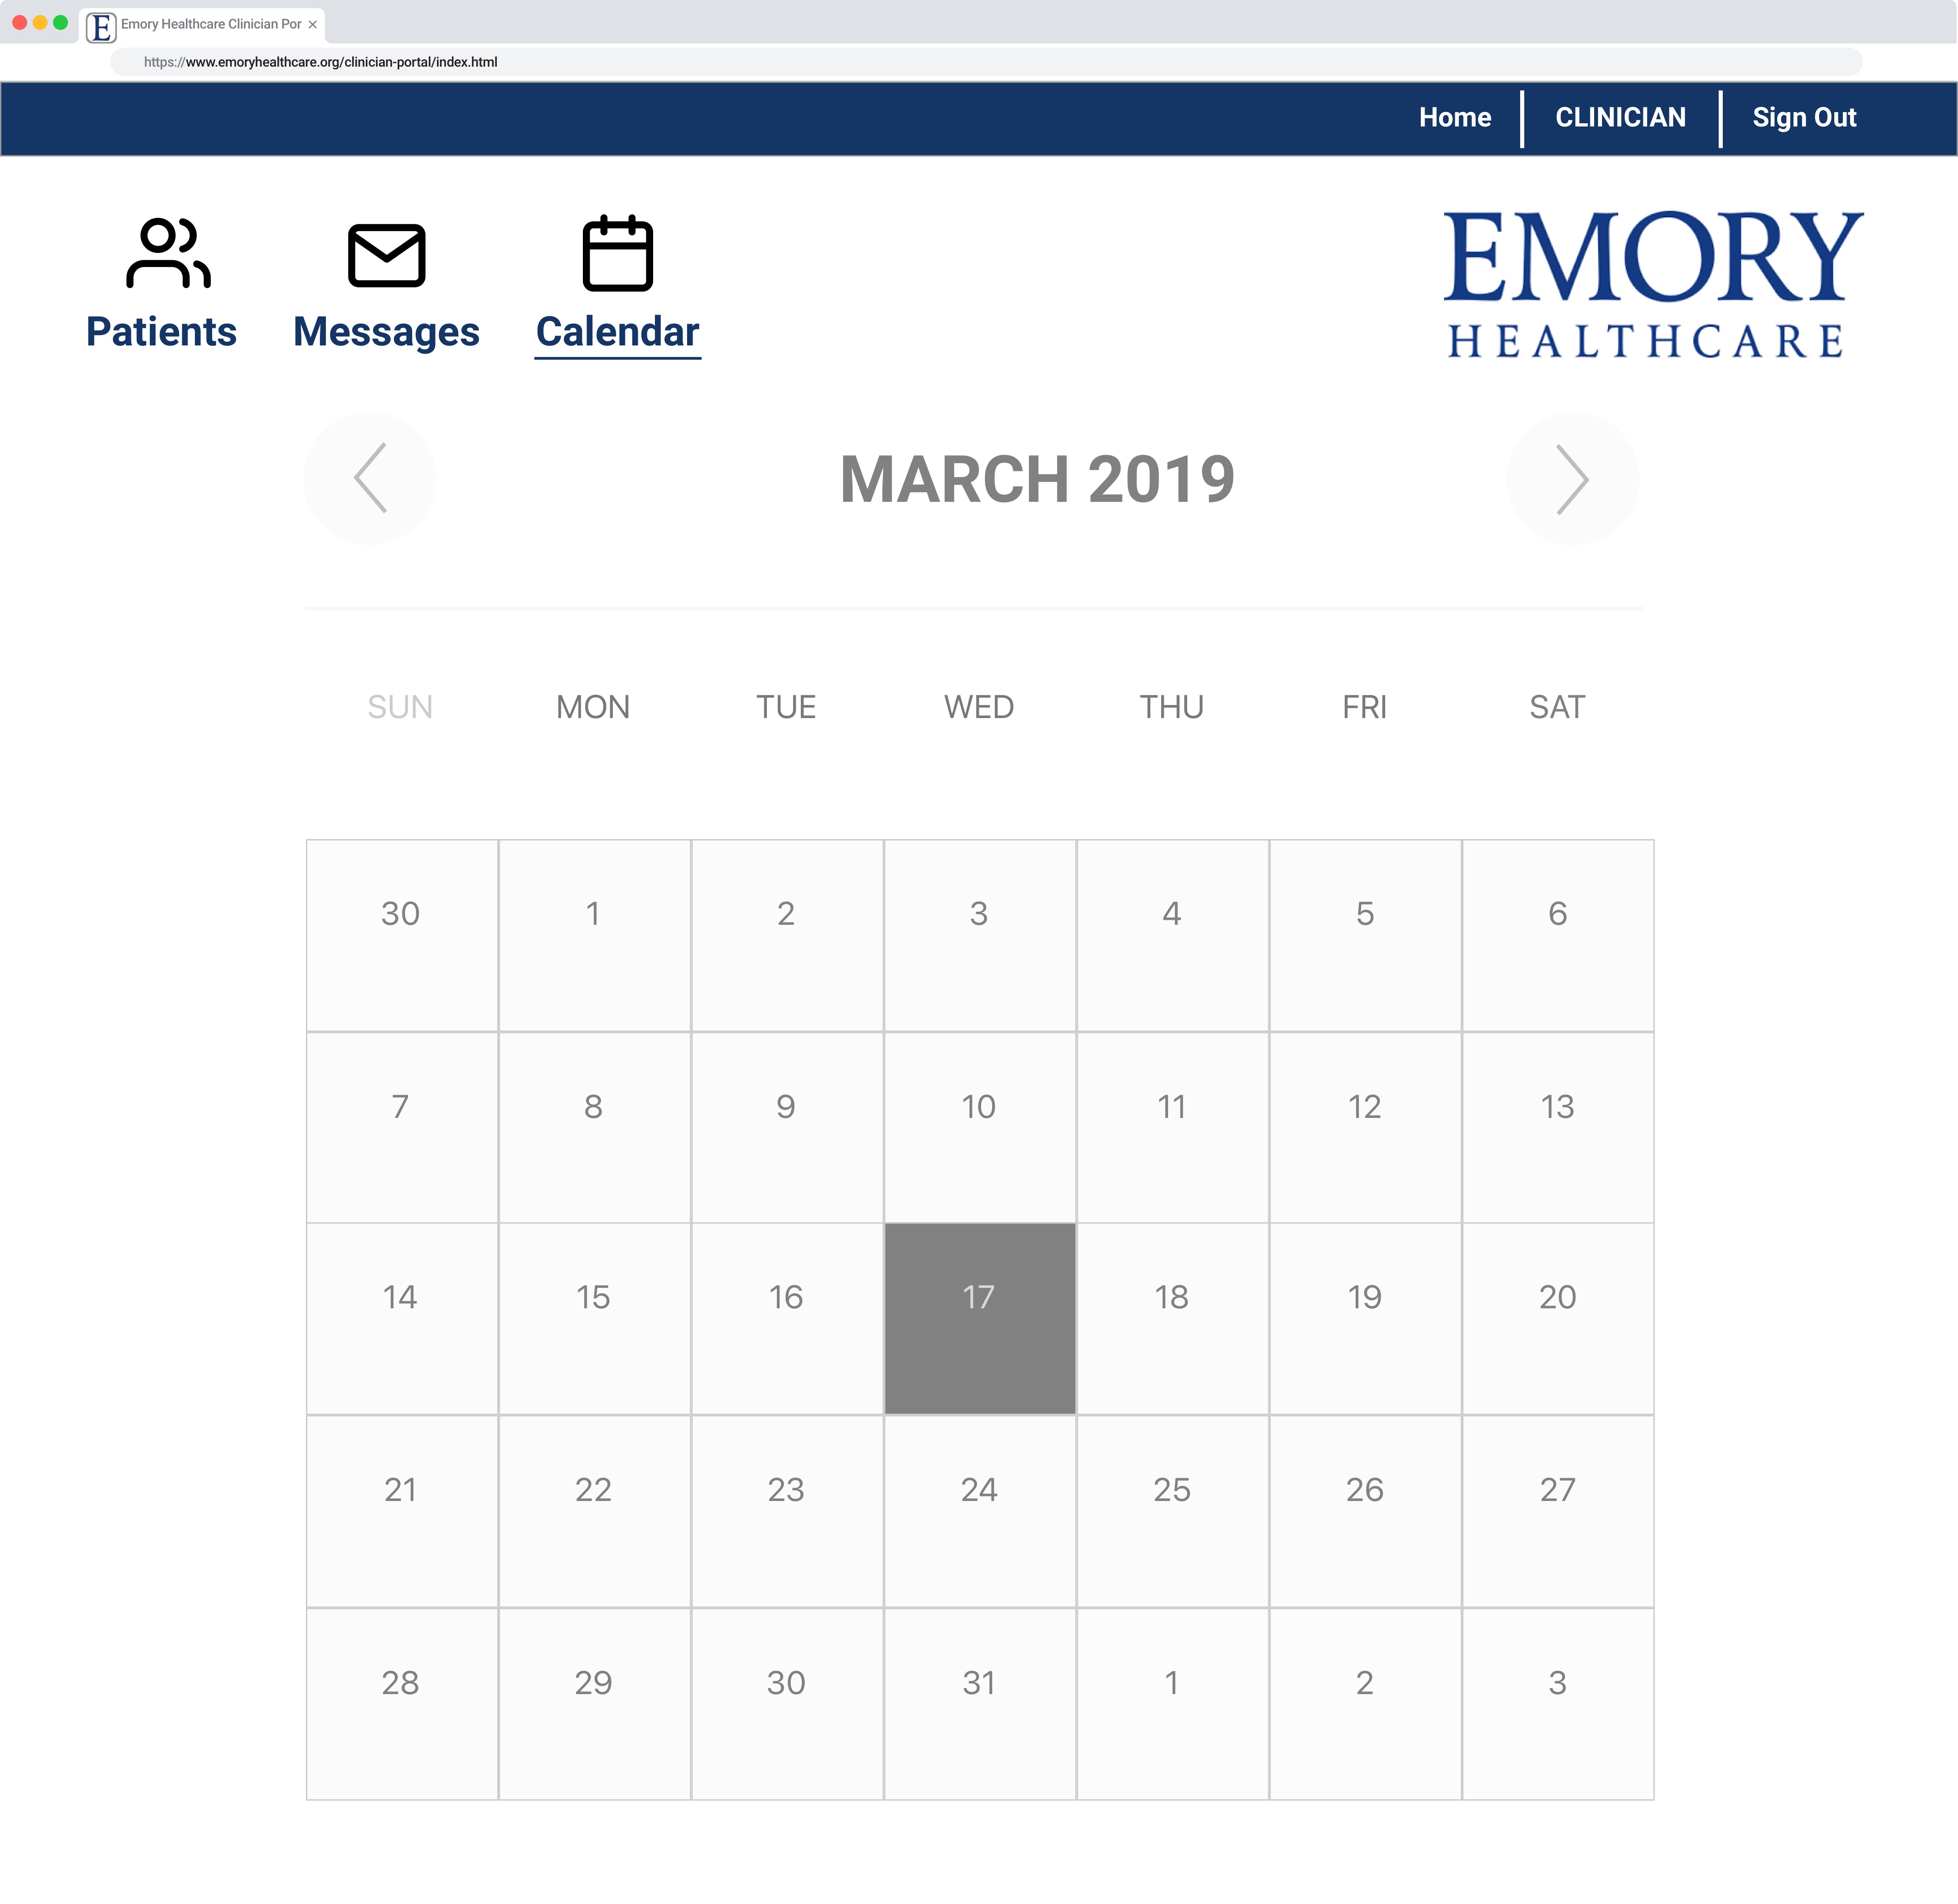 E Emory Healthcare Clinician Por ×
https://www.emoryhealthcare.org/clinician-portal/index.html
Home CLINICIAN Sign Out
Patients Messages Calendar
EMORY
HEALTHCARE
MARCH 2019
SUN MON TUE WED THU FRI SAT
30 1 2 3 4 5 6
7 8 9 10 11 12 13
14 15 16 17 18 19 20
21 22 23 24 25 26 27
28 29 30 31 1 2 3